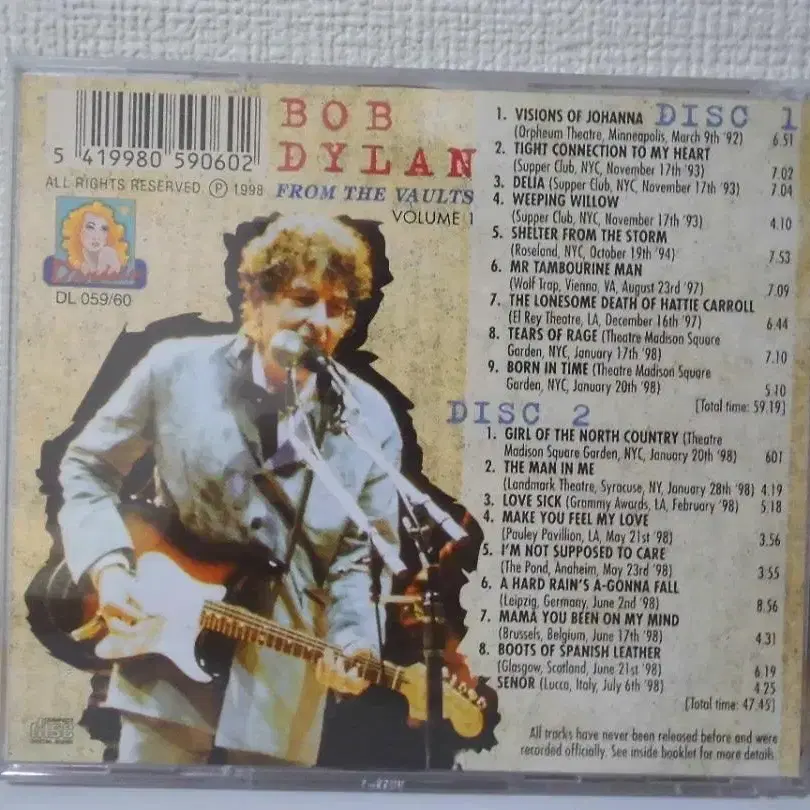 BOB
DYLAN
FROM THE VAULTS
VOLUME 1
5 419980 590602
ALL RIGHTS RESERVED Ⓟ 1998
DL 059/60
DISC 1
1. VISIONS OF JOHANNA
(Orpheum Theatre, Minneapolis, March 9th '92) 6.51
2. TIGHT CONNECTION TO MY HEART
(Supper Club, NYC, November 17th '93) 7.02
3. DELIA (Supper Club, NYC, November 17th '93) 7.04
4. WEEPING WILLOW
(Supper Club, NYC, November 17th '93) 4.10
5. SHELTER FROM THE STORM
(Roseland, NYC, October 19th '94) 7.53
6. MR TAMBOURINE MAN
(Wolf Trap, Vienna, VA, August 23rd '97) 7.09
7. THE LONESOME DEATH OF HATTIE CARROLL
(El Rey Theatre, LA, December 16th '97) 6.44
8. TEARS OF RAGE (Theatre Madison Square
Garden, NYC, January 17th '98) 7.10
9. BORN IN TIME (Theatre Madison Square
Garden, NYC, January 20th '98) 5.10
[Total time: 59.19]
DISC 2
1. GIRL OF THE NORTH COUNTRY (Theatre
Madison Square Garden, NYC, January 20th '98) 601
2. THE MAN IN ME
(Landmark Theatre, Syracuse, NY, January 28th '98) 4.19
3. LOVE SICK (Grammy Awards, LA, February '98) 5.18
4. MAKE YOU FEEL MY LOVE
(Pauley Pavillion, LA, May 21st '98) 3.56
5. I'M NOT SUPPOSED TO CARE
(The Pond, Anaheim, May 23rd '98) 3:55
6. A HARD RAIN'S A-GONNA FALL
(Leipzig, Germany, June 2nd '98) 8.56
7. MAMA YOU BEEN ON MY MIND
(Brussels, Belgium, June 17th '98) 4.31
8. BOOTS OF SPANISH LEATHER
(Glasgow, Scotland, June 21st '98) 6.19
SENOR (Lucca, Italy, July 6th '98) 4.25
[Total time: 47.45]
All tracks have never been released before and were
recorded officially. See inside booklet for more details.
COMPACT
disc
DIGITAL AUDIO